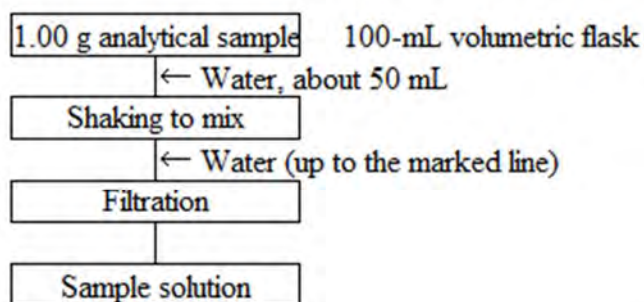 1.00 g analytical sample 100-mL volumetric flask
← Water, about 50 mL
Shaking to mix
← Water (up to the marked line)
Filtration
Sample solution